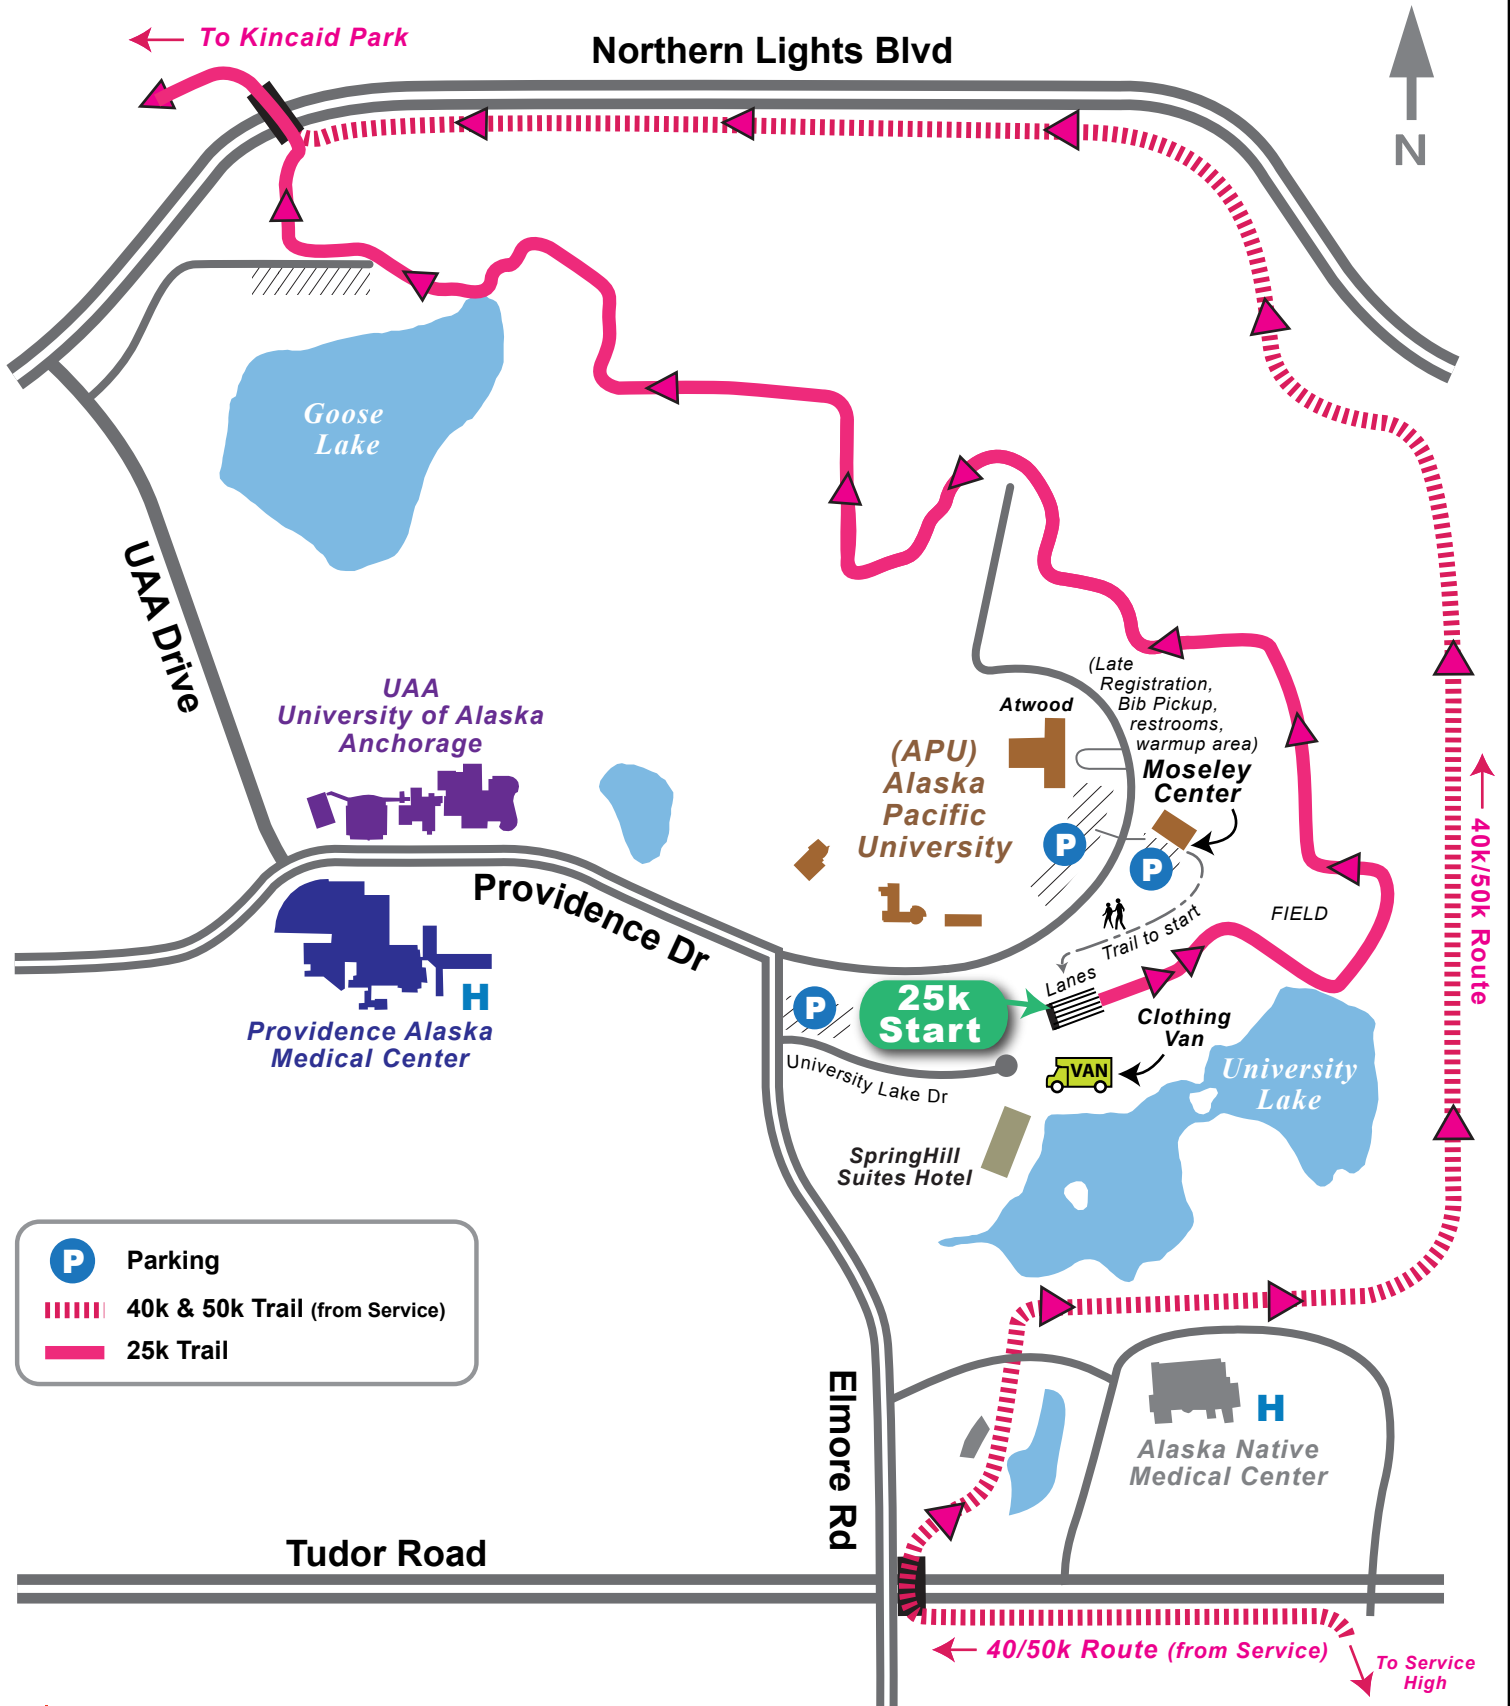 To Kincaid Park
Northern Lights Blvd
N
Goose
Lake
UAA Drive
UAA
University of Alaska
Anchorage
(Late
Registration,
Bib Pickup,
restrooms,
warmup area)
Moseley
Center
Atwood
(APU)
Alaska
Pacific
University
P
P
40k/50k Route
Providence Dr
FIELD
Trail to start
Lanes
H
Providence Alaska
Medical Center
P
25k
Start
Clothing
Van
VAN
University Lake Dr
University
Lake
SpringHill
Suites Hotel
P Parking
40k & 50k Trail (from Service)
25k Trail
Elmore Rd
H
Alaska Native
Medical Center
Tudor Road
40/50k Route (from Service)
To Service
High